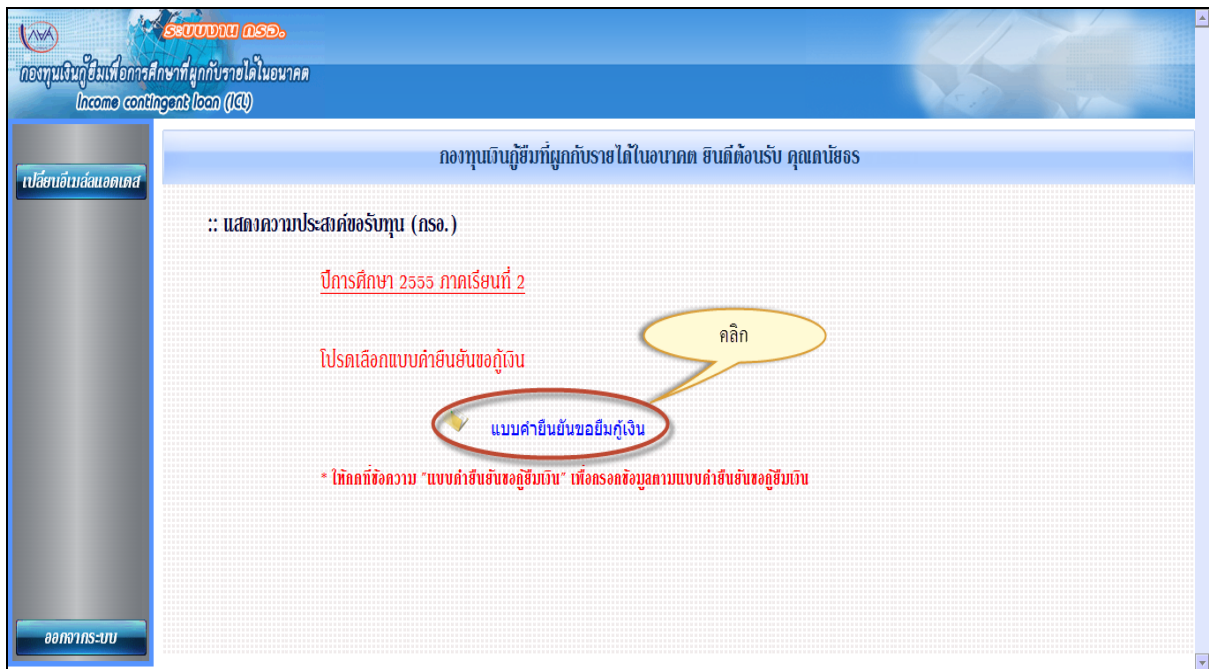 ระบบงาน กรอ.
กองทุนเงินกู้ยืมเพื่อการศึกษาที่ผูกกับรายได้ในอนาคต
Income contingent loan (ICL)
กองทุนเงินกู้ยืมที่ผูกกับรายได้ในอนาคต ยินดีต้อนรับ คุณดนัยธร
เปลี่ยนอีเมล์แอดเดส
:: แสดงความประสงค์ขอรับทุน (กรอ.)
ปีการศึกษา 2555 ภาคเรียนที่ 2
คลิก
โปรดเลือกแบบคำยืนยันขอกู้เงิน
แบบคำยืนยันขอยืมกู้เงิน
* ให้กดที่ข้อความ "แบบคำยืนยันขอกู้ยืมเงิน" เพื่อกรอกข้อมูลตามแบบคำยืนยันขอกู้ยืมเงิน
ออกจากระบบ